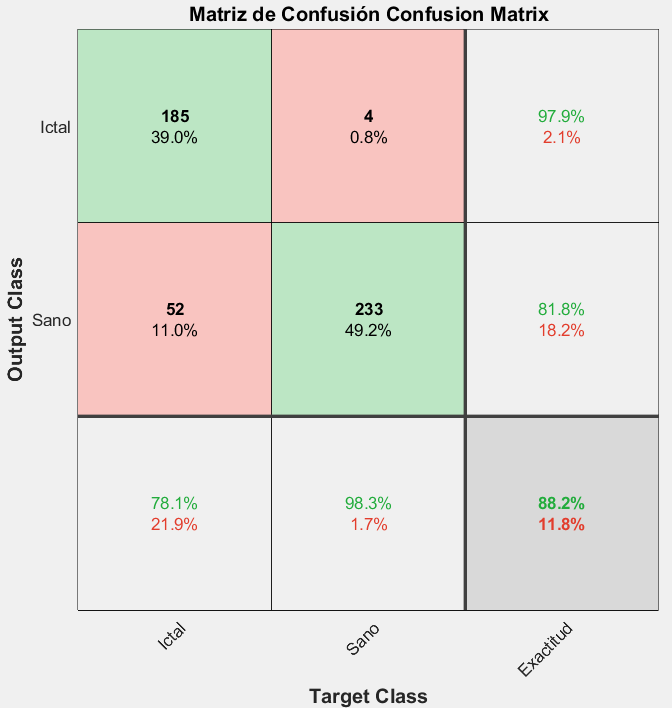 Matriz de Confusión Confusion Matrix
Ictal
185
39.0%
4
0.8%
97.9%
2.1%
Output Class
Sano
52
11.0%
233
49.2%
81.8%
18.2%
78.1%
21.9%
98.3%
1.7%
88.2%
11.8%
Ictal
Sano
Exactitud
Target Class